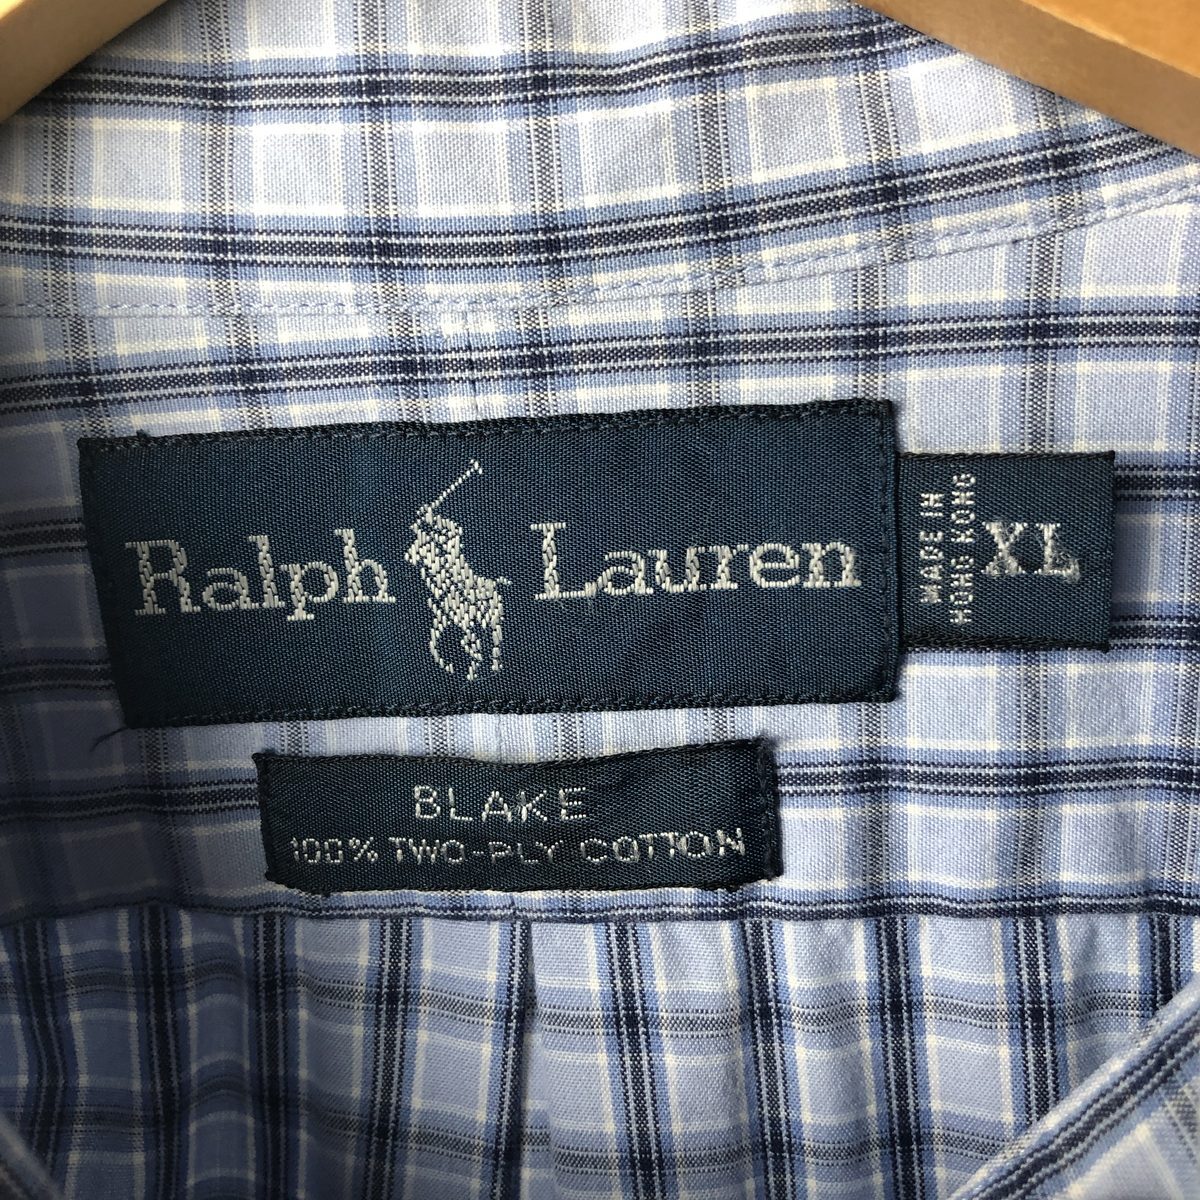 Ralph Lauren
MADE IN
HONG KONG
XL
BLAKE
100% TWO-PLY COTTON